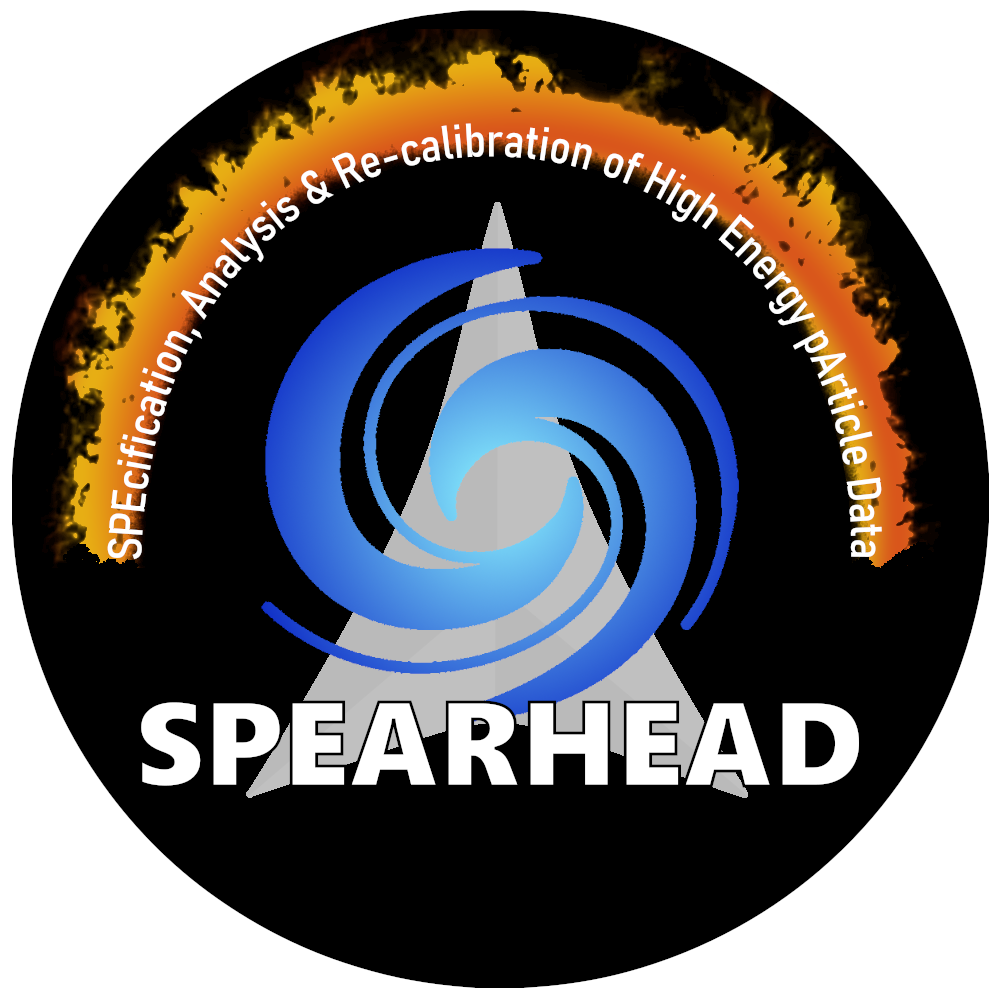 SPEcification, Analysis & Re-calibration of High Energy pArticle Data
SPEARHEAD